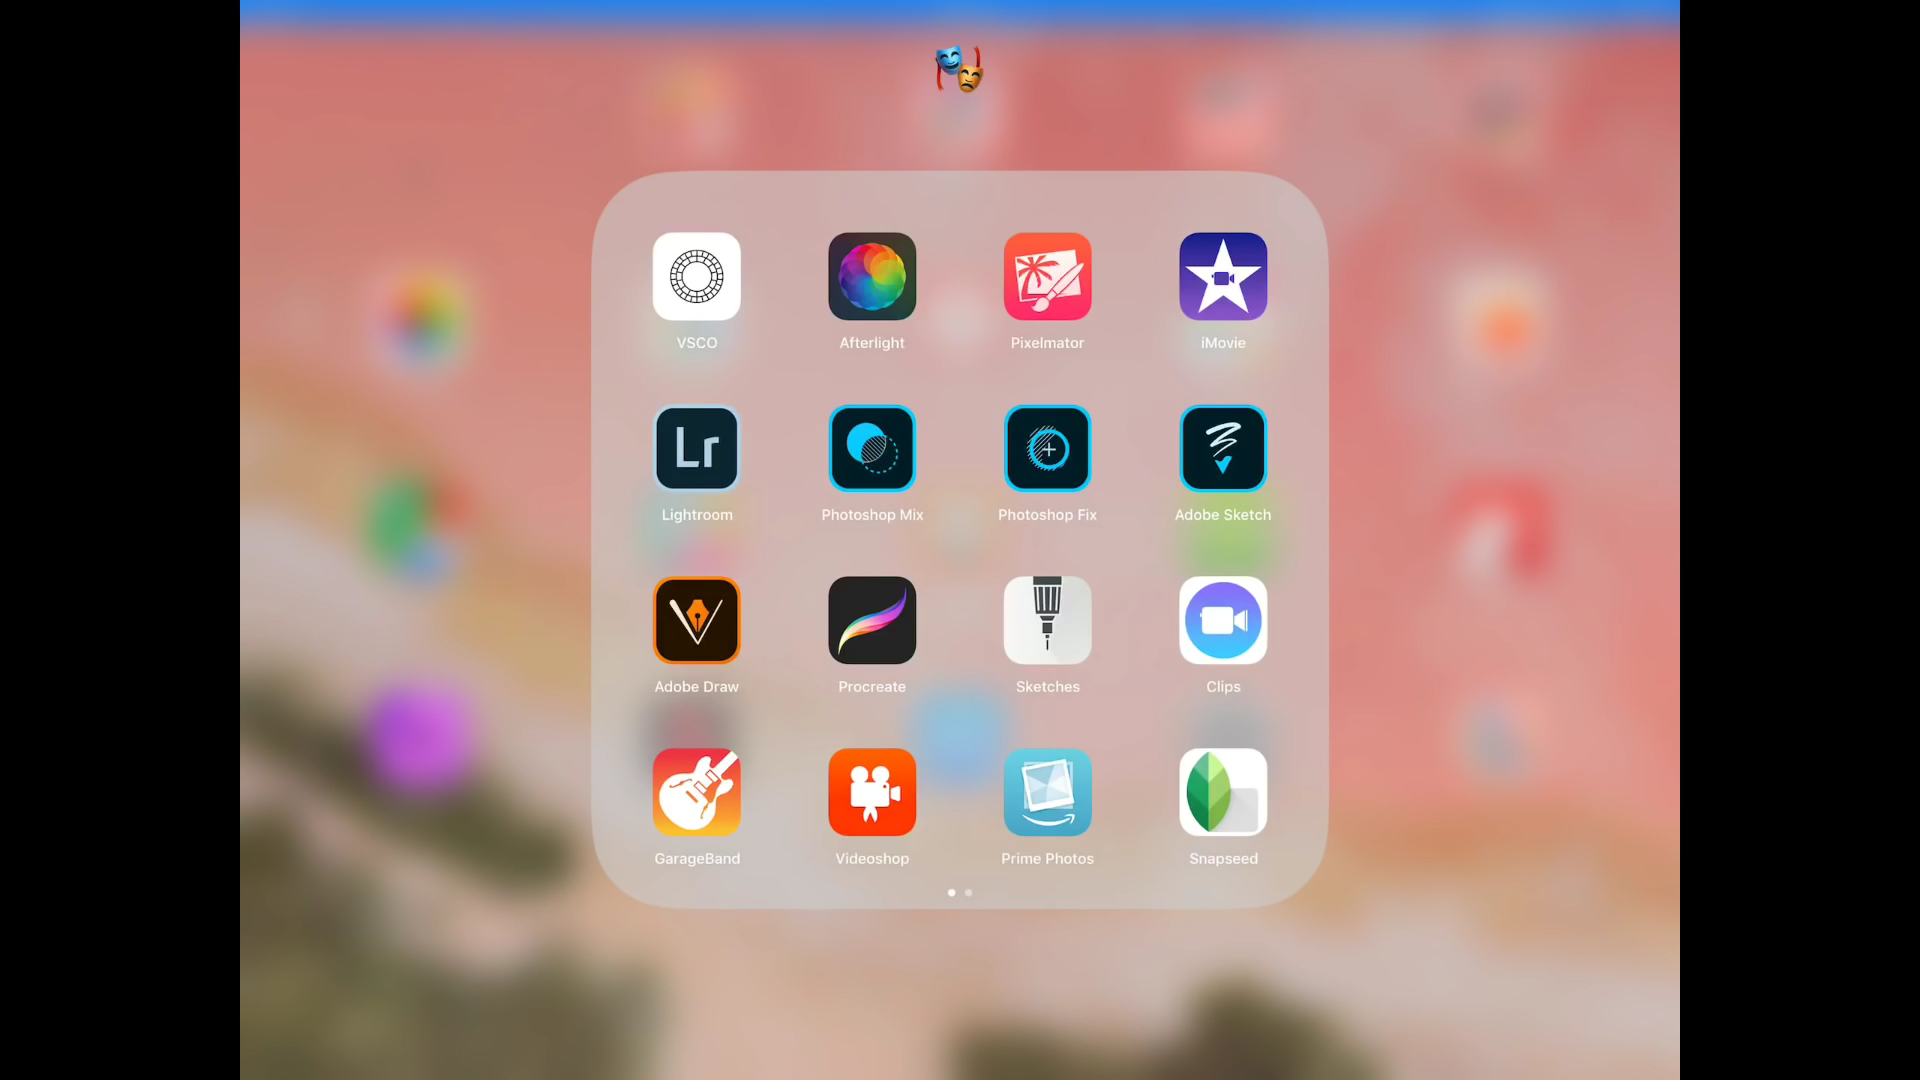 VSCO Afterlight Pixelmator iMovie
Lr
Lightroom Photoshop Mix Photoshop Fix Adobe Sketch
Adobe Draw Procreate Sketches Clips
GarageBand Videoshop Prime Photos Snapseed